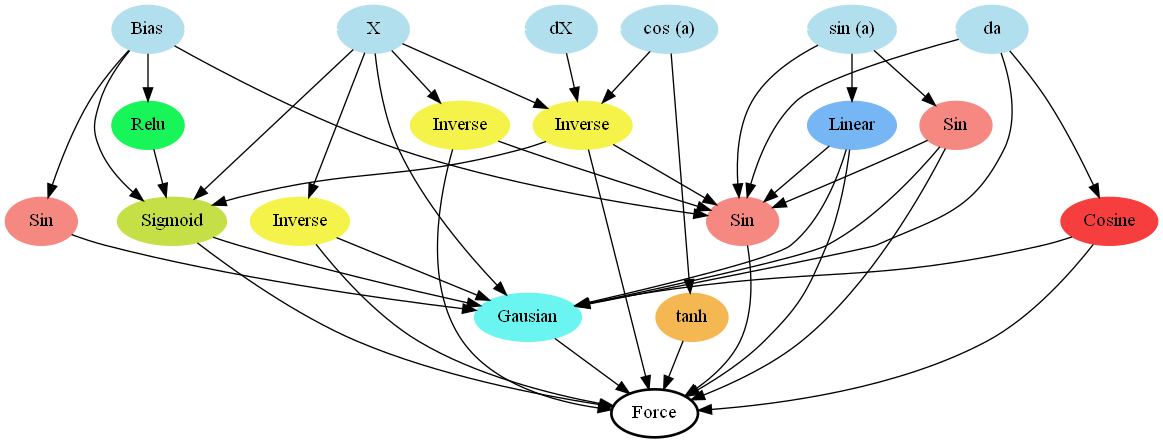 Bias
X
dX
cos (a)
sin (a)
da
Relu
Inverse
Inverse
Linear
Sin
Sin
Sigmoid
Inverse
Sin
Cosine
Gausian
tanh
Force